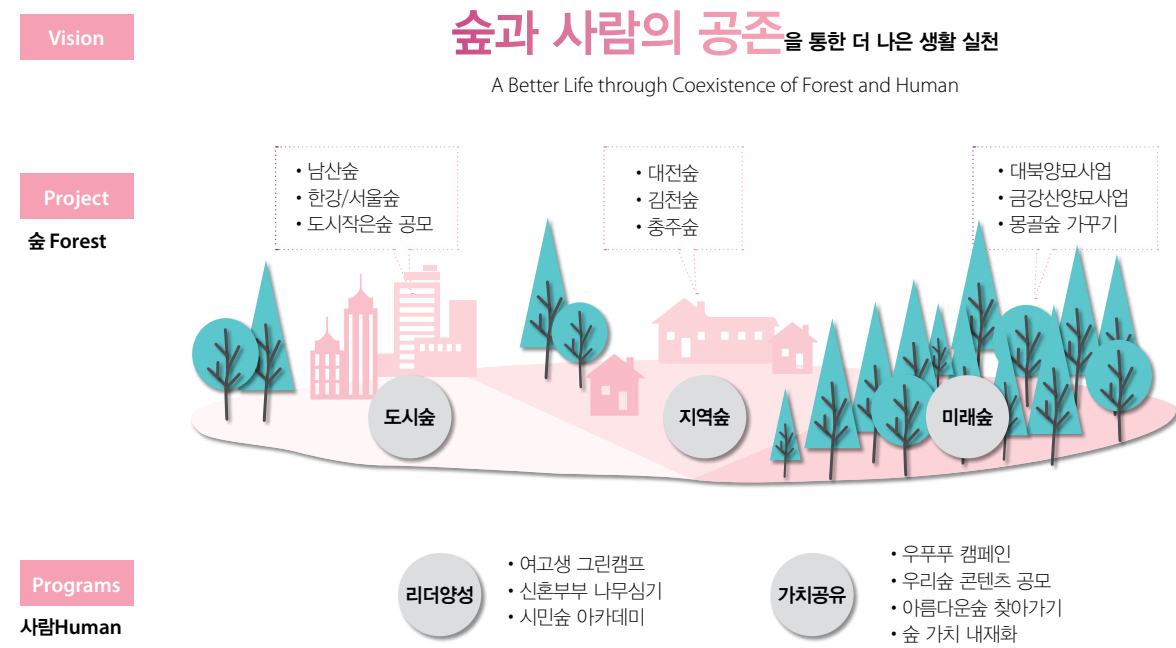 Vision
숲과 사람의 공존을 통한 더 나은 생활 실천
A Better Life through Coexistence of Forest and Human
Project
숲 Forest
• 남산숲
• 한강/서울숲
• 도시작은숲 공모
• 대전숲
• 김천숲
• 충주숲
• 대북양묘사업
• 금강산양묘사업
• 몽골숲 가꾸기
도시숲
지역숲
미래숲
Programs
사람Human
리더양성
• 여고생 그린캠프
• 신혼부부 나무심기
• 시민숲 아카데미
가치공유
• 우푸푸 캠페인
• 우리숲 콘텐츠 공모
• 아름다운숲 찾아가기
• 숲 가치 내재화